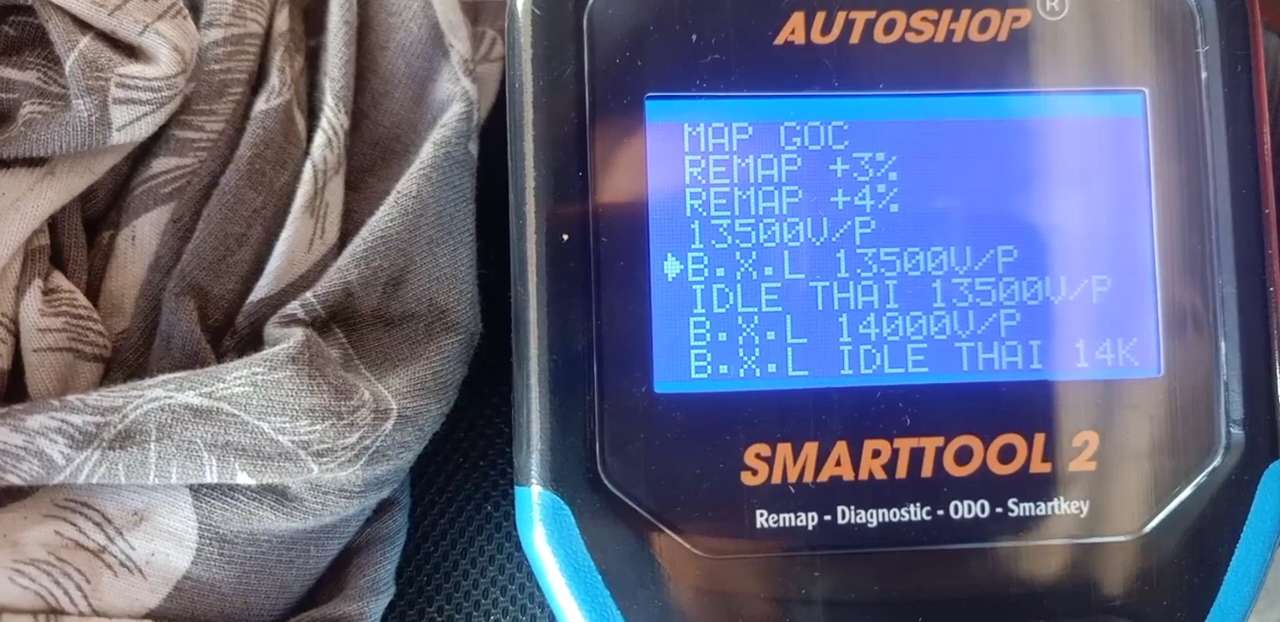 AUTOSHOP®
MAP GOC
REMAP +3%
REMAP +4%
13500V/P
B.X.L 13500V/P
IDLE THAI 13500V/P
B.X.L 14000V/P
B.X.L IDLE THAI 14K
SMARTTOOL 2
Remap - Diagnostic - ODO - Smartkey